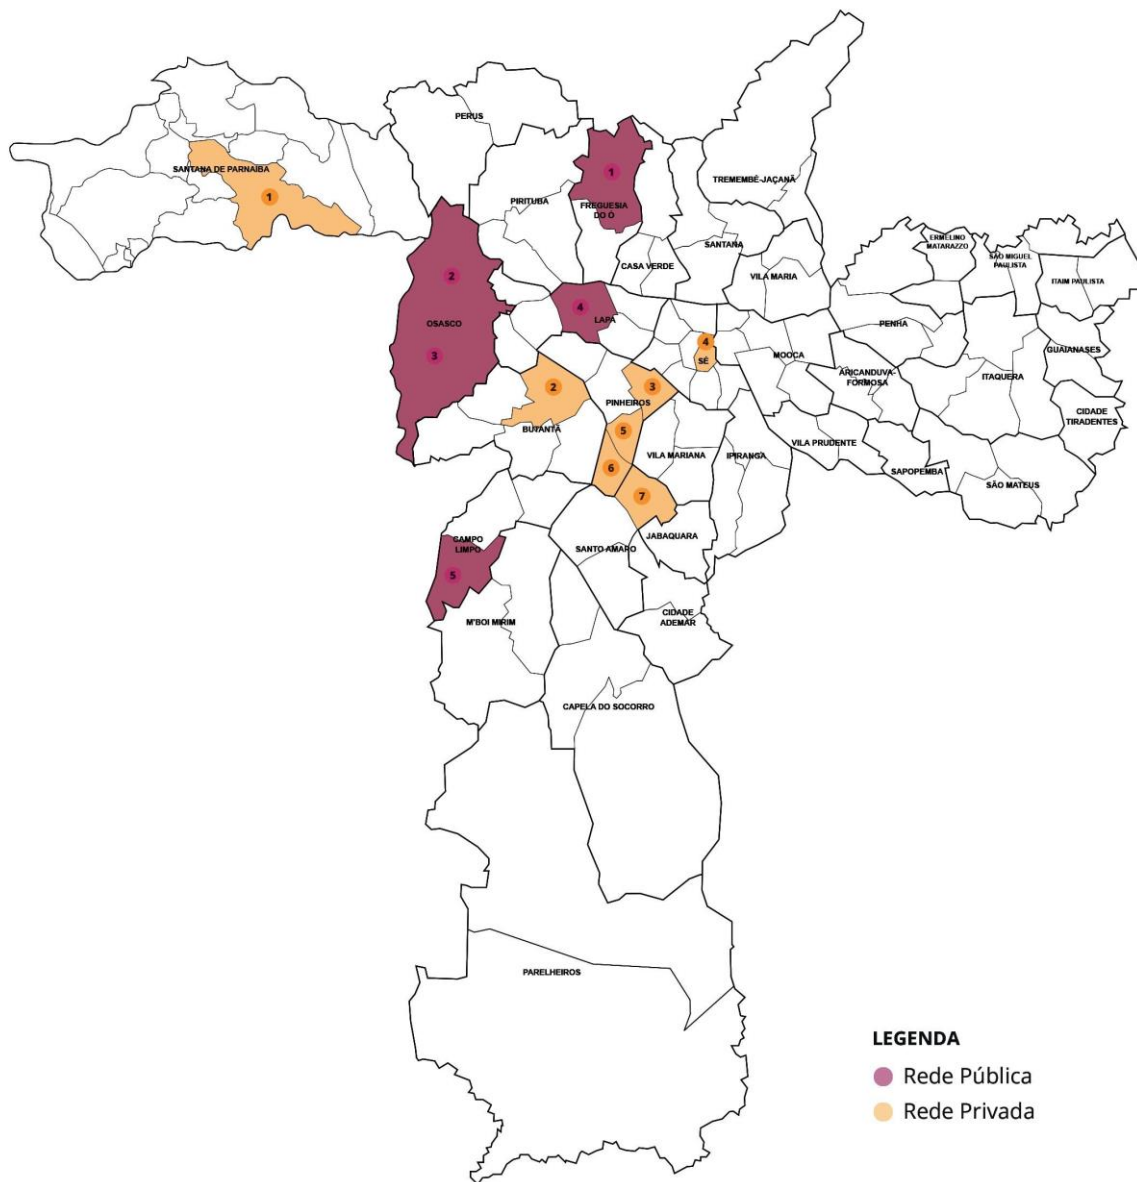 PERUS
SANTANA DE PARNAÍBA
1
1
TREMEMBÉ-JAÇANÃ
PIRITUBA
FREGUESIA
DO Ó
SANTANA
CASA VERDE
VILA MARIA
ERMELINO
MATARAZZO
SÃO MIGUEL
PAULISTA
ITAIM PAULISTA
2
OSASCO
3
4
LAPA
4
SÉ
MOOCA
PENHA
GUAIANASES
ARICANDUVA-
FORMOSA
ITAQUERA
CIDADE
TIRADENTES
2
BUTANTÃ
3
PINHEIROS
5
6
7
VILA MARIANA
IPIRANGA
VILA PRUDENTE
SAPOPEMBA
SÃO MATEUS
CAMPO
LIMPO
5
SANTO AMARO
JABAQUARA
M'BOI MIRIM
CIDADE
ADEMAR
CAPELA DO SOCORRO
PARELHEIROS
LEGENDA
Rede Pública
Rede Privada